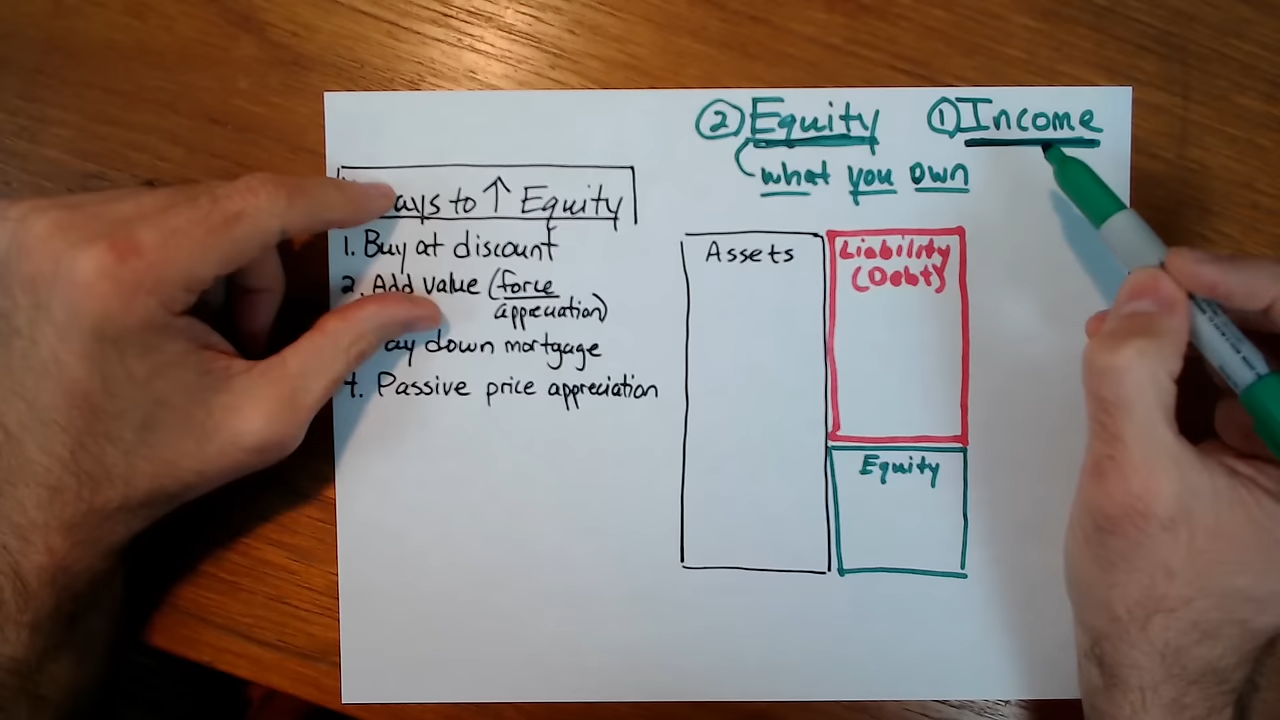 ② Equity ① Income
what you own
ays to ↑ Equity
1. Buy at discount
2. Add value (force
appreciation)
ay down mortgage
4. Passive price appreciation
Assets
Liability
(Debt)
Equity